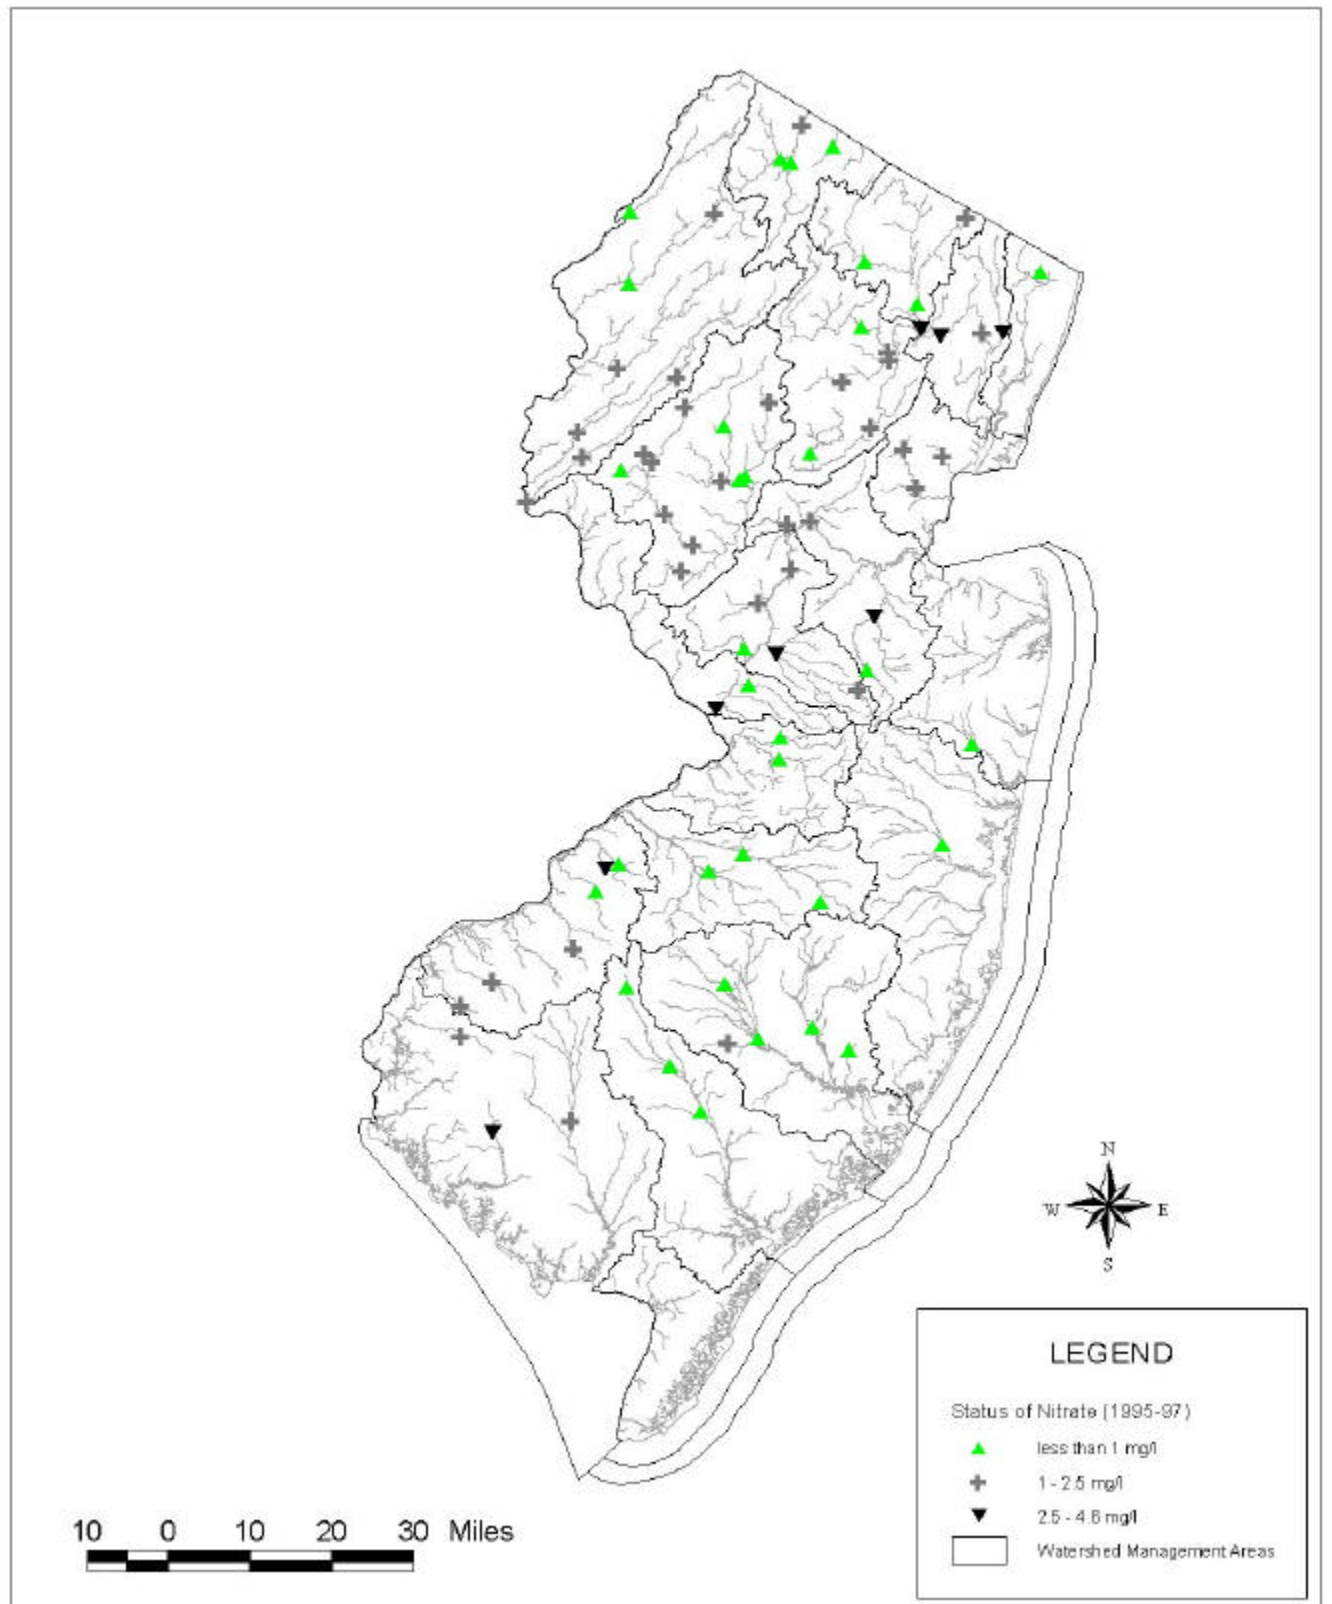 N
W E
S
LEGEND
Status of Nitrate (1995-97)
less than 1 mg/l
1 - 2.5 mg/l
2.5 - 4.6 mg/l
Watershed Management Areas
10 0 10 20 30 Miles